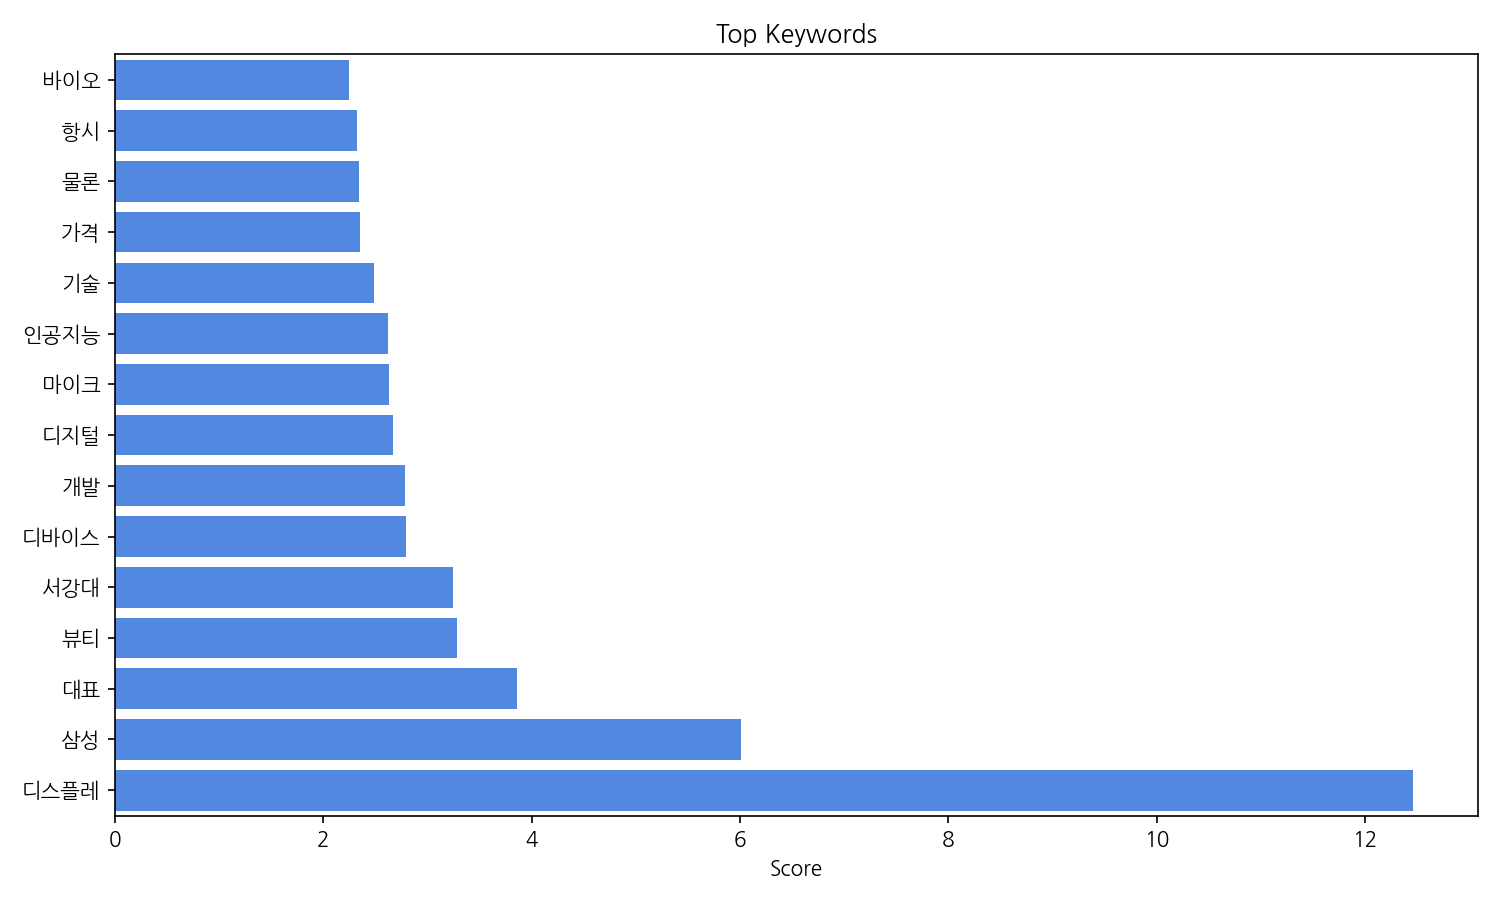 Top Keywords
바이오
항시
물론
가격
기술
인공지능
마이크
디지털
개발
디바이스
서강대
뷰티
대표
삼성
디스플레
0 2 4 6 8 10 12
Score